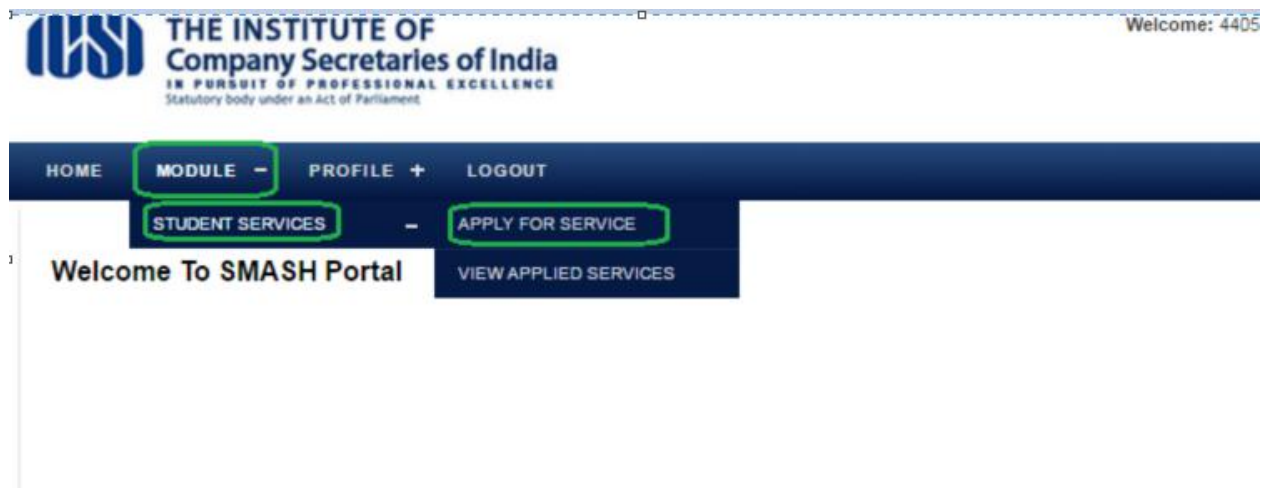 ICSI
THE INSTITUTE OF
Company Secretaries of India
IN PURSUIT OF PROFESSIONAL EXCELLENCE
Statutory body under an Act of Parliament
Welcome: 4405
HOME MODULE – PROFILE + LOGOUT
STUDENT SERVICES – APPLY FOR SERVICE
Welcome To SMASH Portal VIEW APPLIED SERVICES